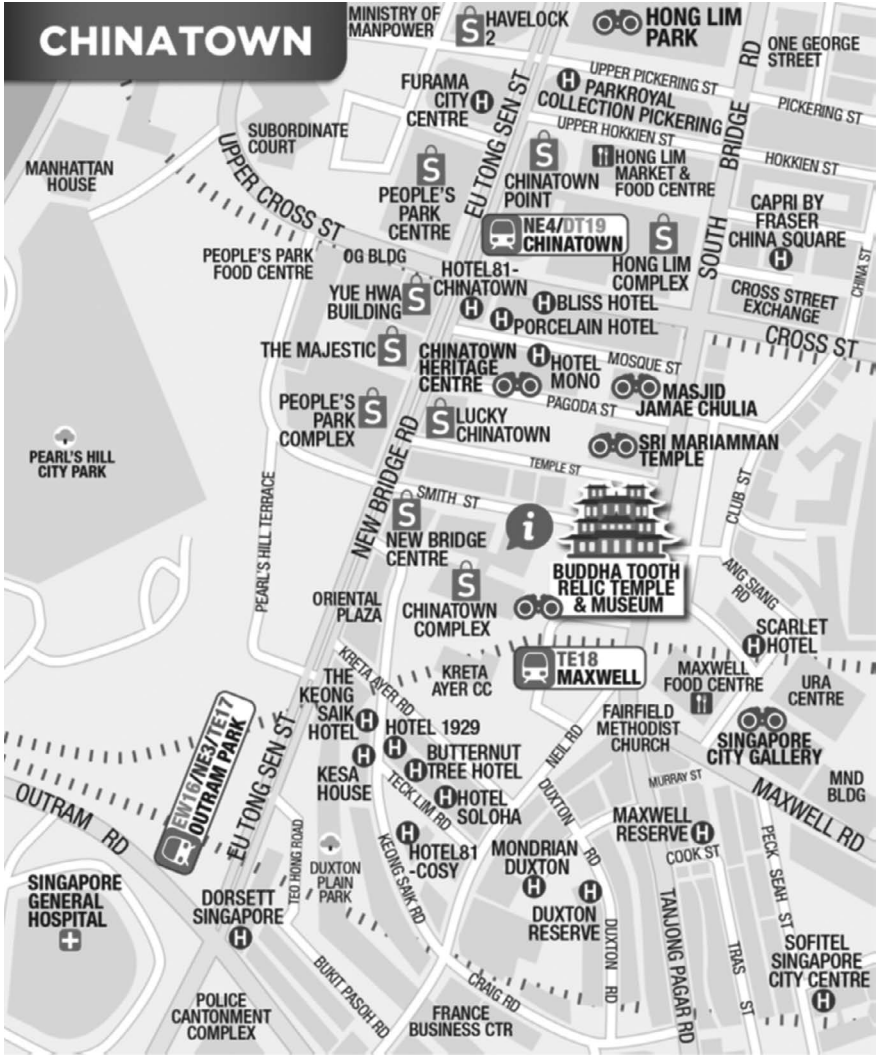 CHINATOWN
MINISTRY OF
MANPOWER
S
HAVELOCK
2
HONG LIM
PARK
ONE GEORGE
STREET
FURAMA
CITY
CENTRE
H
EU TONG SEN ST
UPPER PICKERING ST
H
PARKROYAL
COLLECTION PICKERING
PICKERING ST
SOUTH BRIDGE RD
UPPER HOKKIEN ST
HOKKIEN ST
SUBORDINATE
COURT
MANHATTAN
HOUSE
UPPER CROSS ST
S
PEOPLE'S
PARK
CENTRE
S
CHINATOWN
POINT
HONG LIM
MARKET &
FOOD CENTRE
CAPRI BY
FRASER
CHINA SQUARE
H
CHINA ST
NE4/DT19
CHINATOWN
S
HONG LIM
COMPLEX
PEOPLE'S PARK
FOOD CENTRE
OG BLDG
HOTEL81-
CHINATOWN
H
YUE HWA
BUILDING
S
H
BLISS HOTEL
H
PORCELAIN HOTEL
CROSS STREET
EXCHANGE
CROSS ST
THE MAJESTIC
S
CHINATOWN
HERITAGE
CENTRE
H
HOTEL
MONO
MOSQUE ST
MASJID
JAMAE CHULIA
PAGODA ST
PEOPLE'S
PARK
COMPLEX
S
S
LUCKY
CHINATOWN
SRI MARIAMMAN
TEMPLE
TEMPLE ST
PEARL'S HILL
CITY PARK
PEARL'S HILL TERRACE
NEW BRIDGE RD
SMITH ST
S
NEW BRIDGE
CENTRE
i
CLUB ST
BUDDHA TOOTH
RELIC TEMPLE
& MUSEUM
ANG SIANG
RD
ORIENTAL
PLAZA
S
CHINATOWN
COMPLEX
SCARLET
HOTEL
H
KRETA AYER RD
KRETA
AYER CC
TE18
MAXWELL
MAXWELL
FOOD CENTRE
URA
CENTRE
THE
KEONG
SAIK
HOTEL
H
HOTEL 1929
H
BUTTERNUT
TREE HOTEL
H
NEIL RD
FAIRFIELD
METHODIST
CHURCH
SINGAPORE
CITY GALLERY
EW16/NE3/TE17
OUTRAM PARK
EU TONG SEN ST
KESA
HOUSE
H
TECK LIM RD
H
HOTEL
SOLOHA
MURRAY ST
MND
BLDG
MAXWELL RD
OUTRAM RD
DUXTON RD
MAXWELL
RESERVE
H
COOK ST
PECK SEAH ST
TEO HONG ROAD
DUXTON
PLAIN
PARK
H
HOTEL81
-COSY
KEONG SAIK RD
MONDRIAN
DUXTON
H
H
DUXTON
RESERVE
DUXTON RD
SINGAPORE
GENERAL
HOSPITAL
DORSETT
SINGAPORE
H
TANJONG PAGAR RD
TRAS ST
SOFITEL
SINGAPORE
CITY CENTRE
H
BUKIT PASOH RD
CRAIG RD
POLICE
CANTONMENT
COMPLEX
FRANCE
BUSINESS CTR